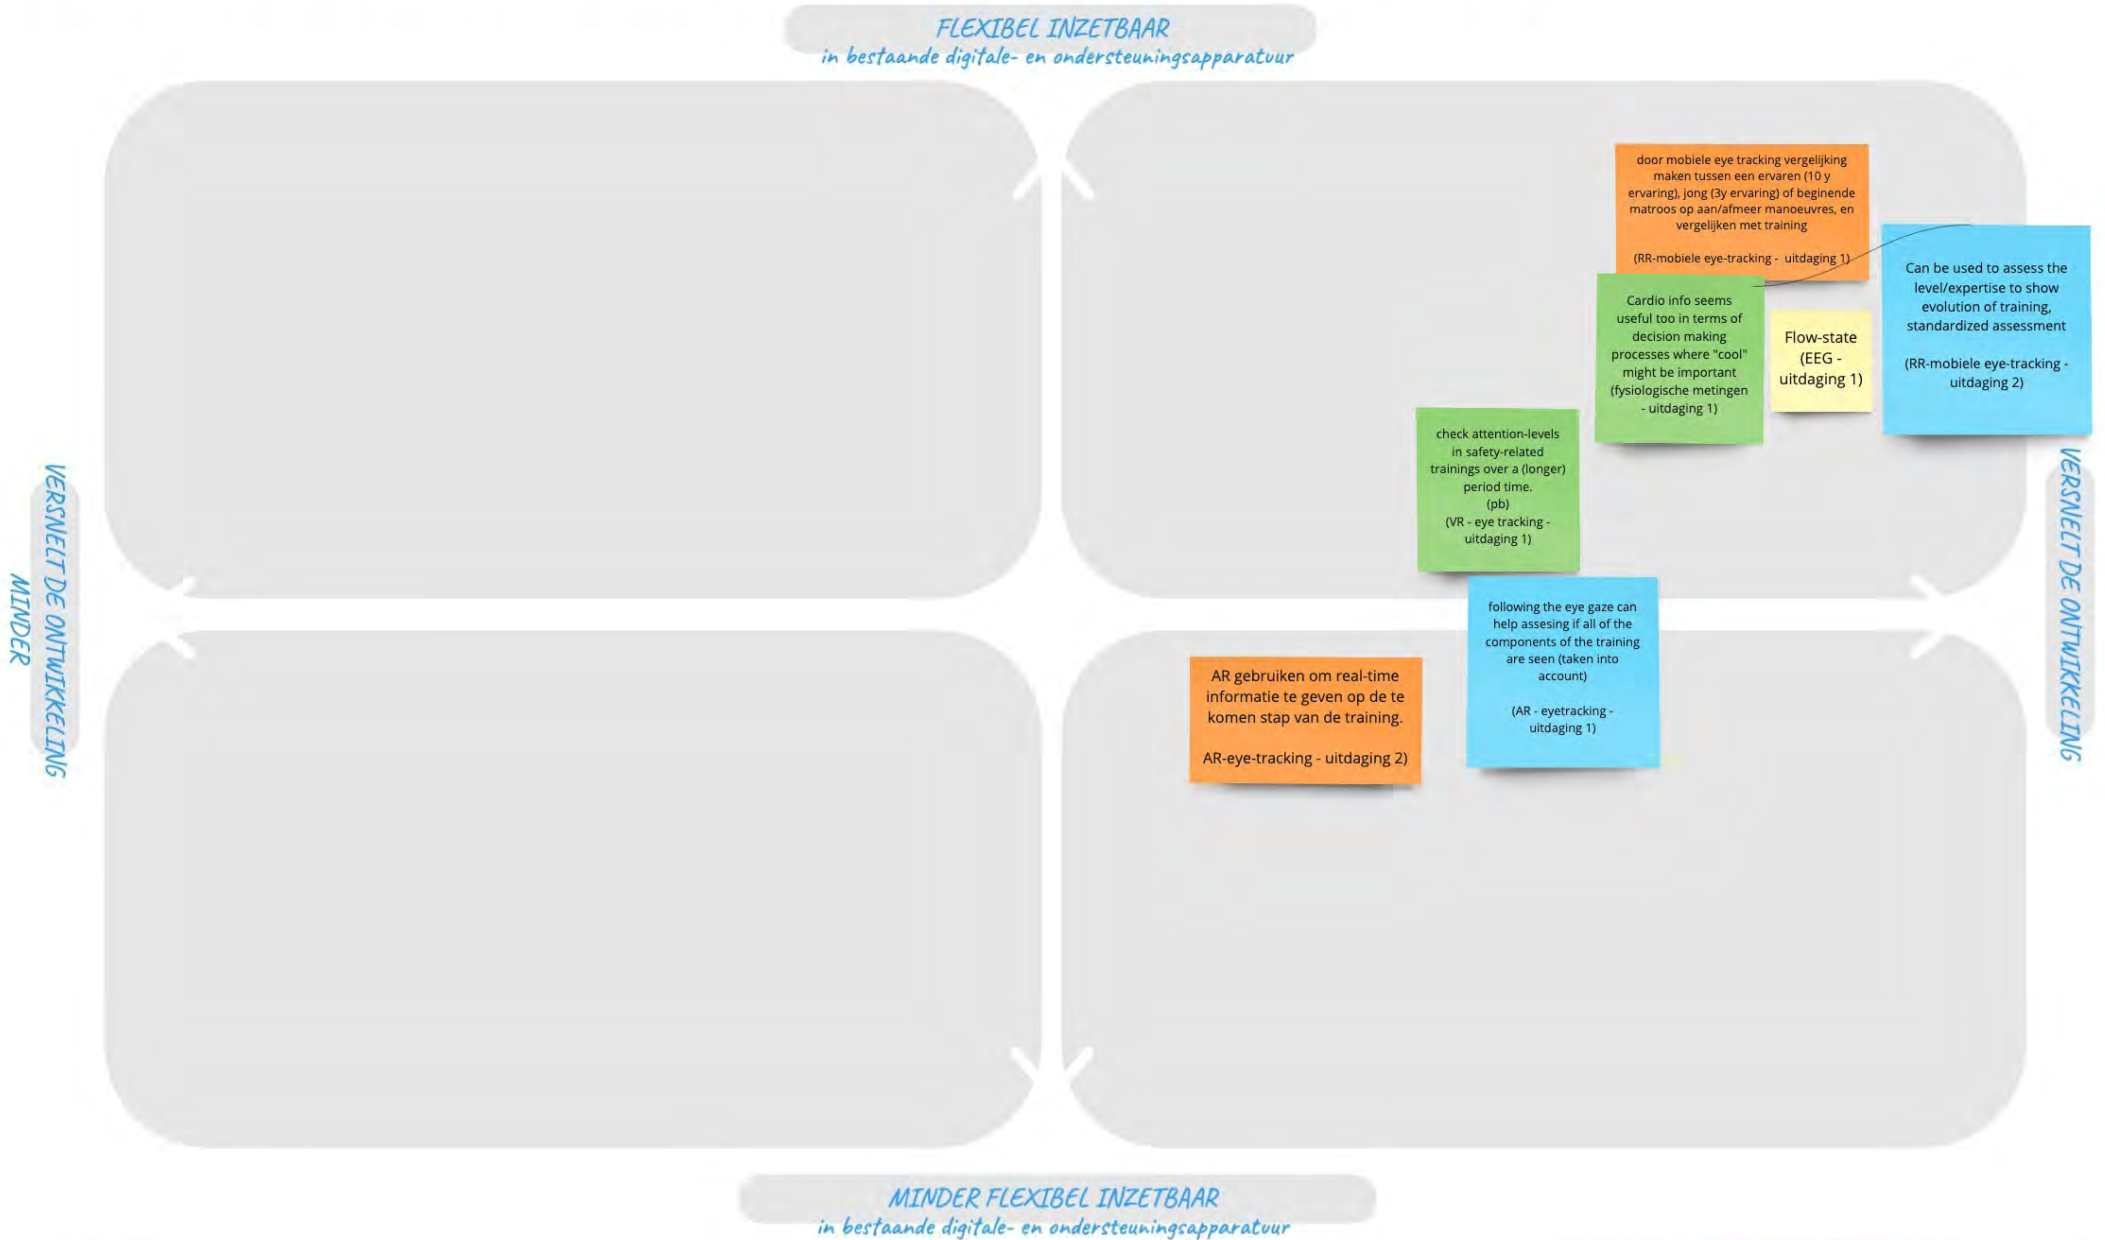 FLEXIBEL INZETBAAR
in bestaande digitale- en ondersteuningsapparatuur
door mobiele eye tracking vergelijking
maken tussen een ervaren (10 y
ervaring), jong (3y ervaring) of beginende
matroos op aan/afmeer manoeuvres, en
vergelijken met training
(RR-mobiele eye-tracking - uitdaging 1)
Can be used to assess the
level/expertise to show
evolution of training,
standardized assessment
(RR-mobiele eye-tracking -
uitdaging 2)
Cardio info seems
useful too in terms of
decision making
processes where "cool"
might be important
(fysiologische metingen
- uitdaging 1)
Flow-state
(EEG -
uitdaging 1)
check attention-levels
in safety-related
trainings over a (longer)
period time.
(pb)
(VR - eye tracking -
uitdaging 1)
VERSNELT DE ONTWIKKELING
MINDER
VERSNELT DE ONTWIKKELING
following the eye gaze can
help assesing if all of the
components of the training
are seen (taken into
account)
(AR - eyetracking -
uitdaging 1)
AR gebruiken om real-time
informatie te geven op de te
komen stap van de training.
AR-eye-tracking - uitdaging 2)
MINDER FLEXIBEL INZETBAAR
in bestaande digitale- en ondersteuningsapparatuur